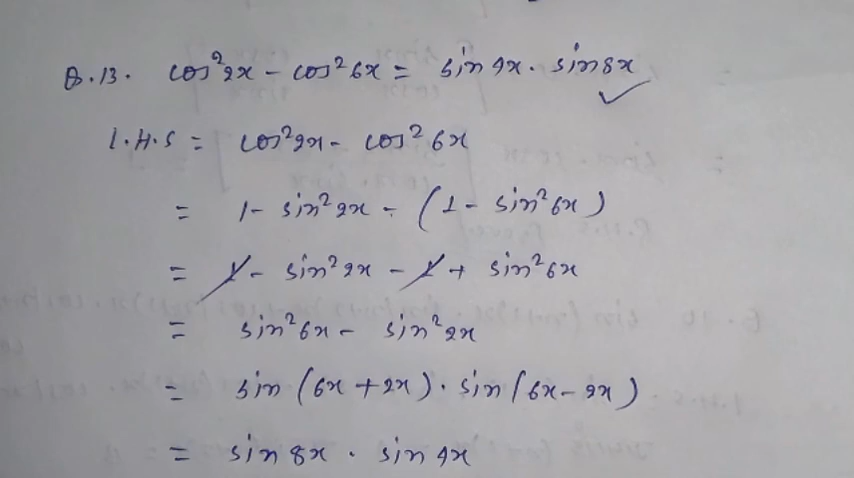 Q.13. cos²2x - cos²6x = sin4x. sin8x
L.H.S = cos²2x - cos²6x
= 1 - sin²2x - (1 - sin²6x)
= 1 - sin²2x - 1 + sin²6x
= sin²6x - sin²2x
= sin(6x+2x). sin(6x-2x)
= sin8x . sin4x